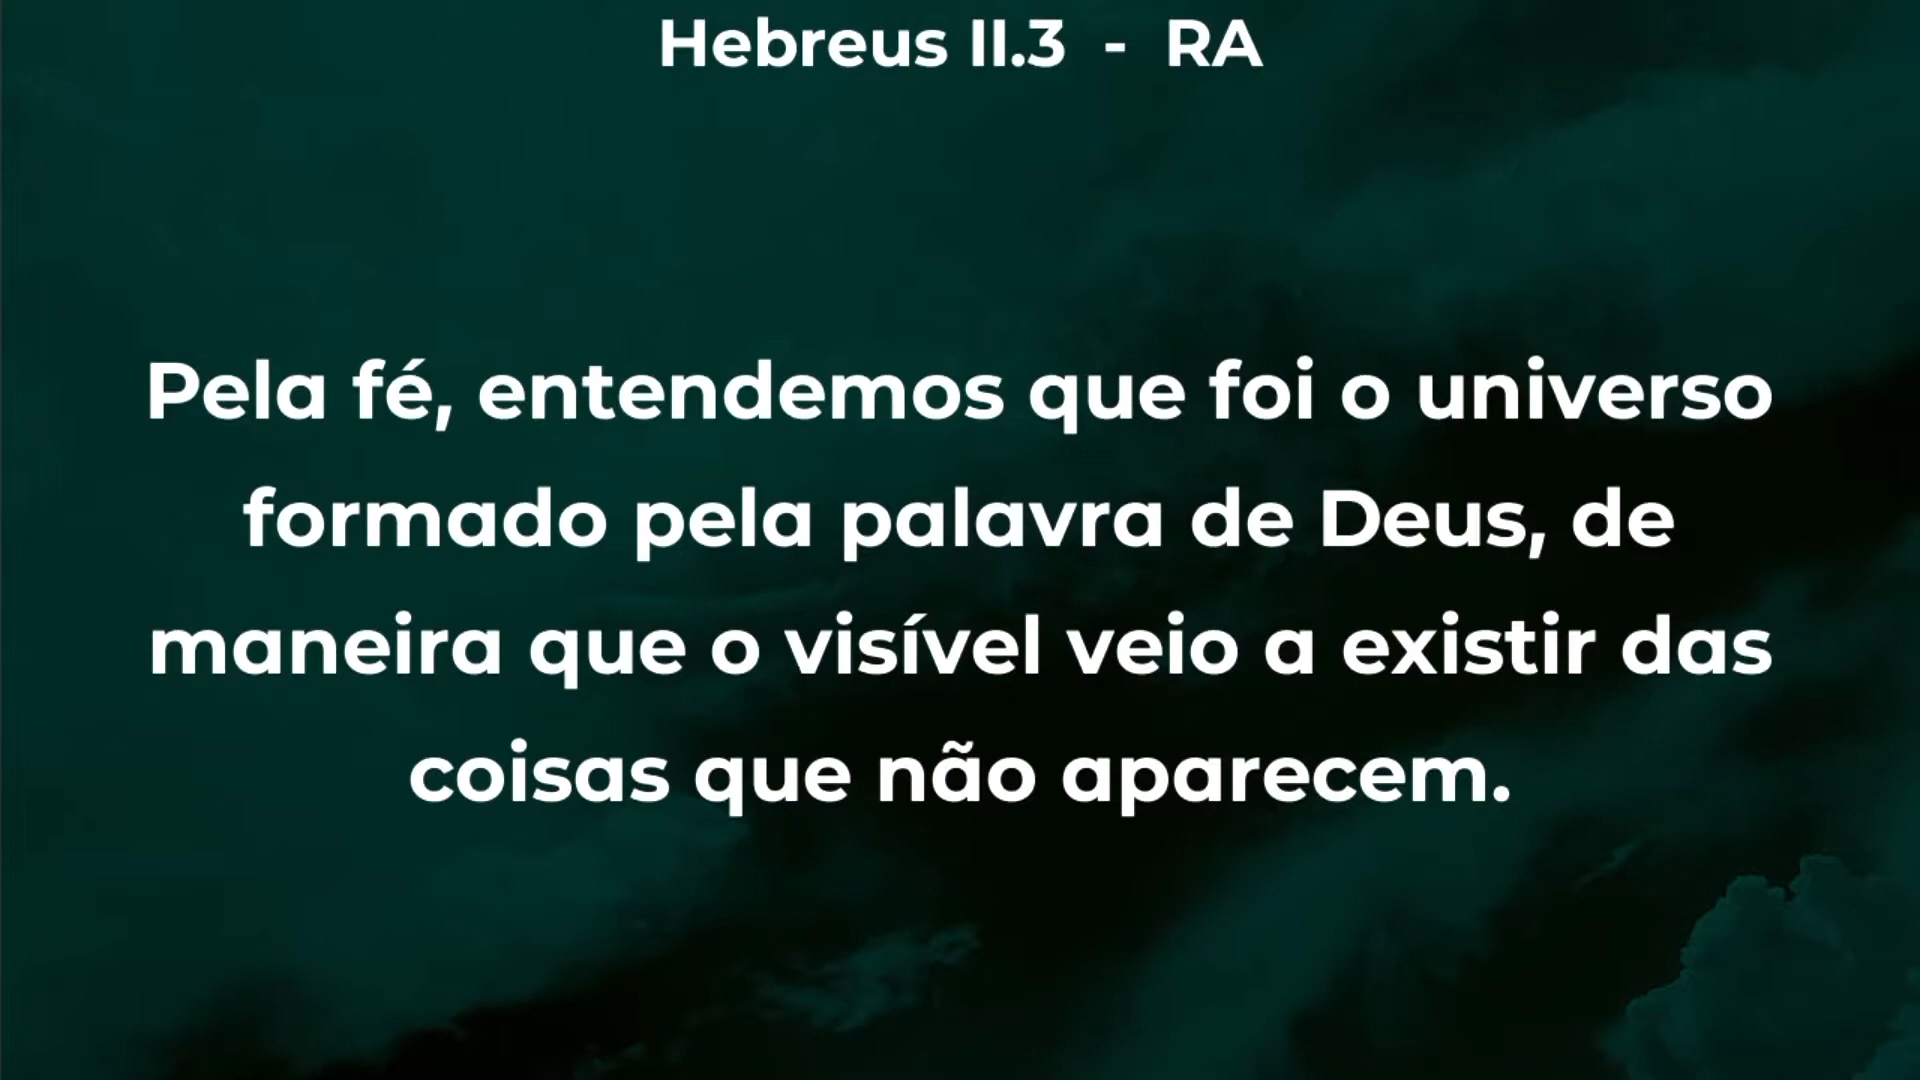 Hebreus II.3 - RA
Pela fé, entendemos que foi o universo
formado pela palavra de Deus, de
maneira que o visível veio a existir das
coisas que não aparecem.